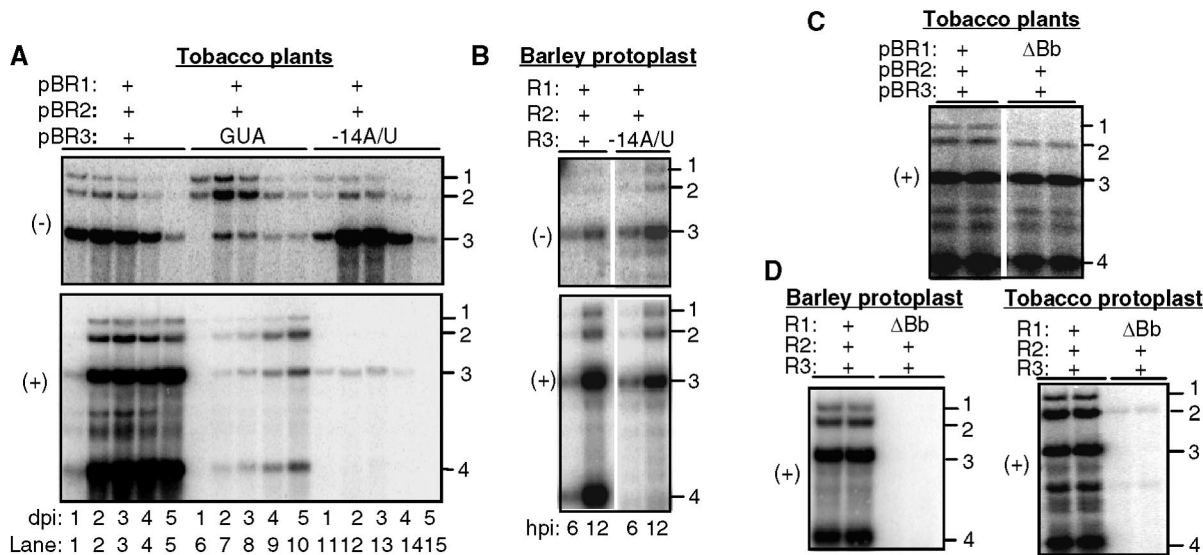 A
Tobacco plants
pBR1: + + +
pBR2: + + +
pBR3: + GUA -14A/U
(-)
1
2
3
(+)
1
2
3
4
dpi: 1 2 3 4 5 1 2 3 4 5 1 2 3 4 5
Lane: 1 2 3 4 5 6 7 8 9 10 11 12 13 14 15
B
Barley protoplast
R1: + +
R2: + +
R3: + -14A/U
(-)
1
2
3
(+)
1
2
3
4
hpi: 6 12 6 12
C
Tobacco plants
pBR1: + ΔBb
pBR2: + +
pBR3: + +
(+)
1
2
3
4
D
Barley protoplast
R1: + ΔBb
R2: + +
R3: + +
(+)
1
2
3
4
Tobacco protoplast
R1: + ΔBb
R2: + +
R3: + +
(+)
1
2
3
4